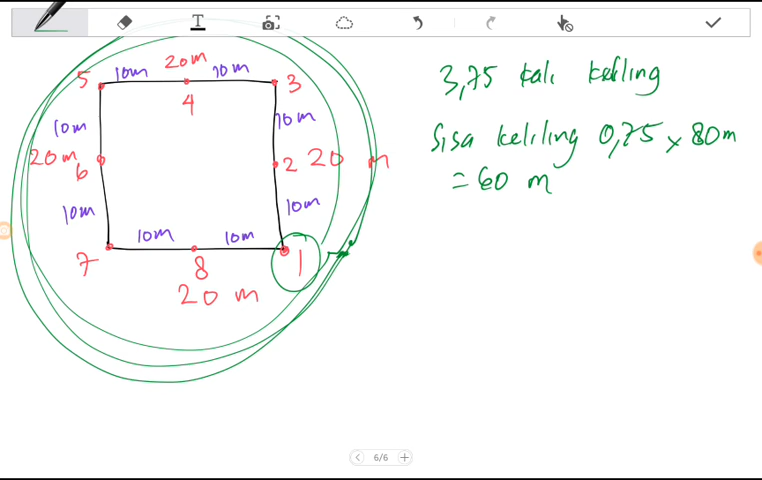 20m
10m 10m
5 3
4
10m 10m
20m 6 2 20 m
10m 10m
10m 10m
7 8 1
20 m
3,75 kali keliling
Sisa keliling 0,75 x 80m
= 60 m
6/6